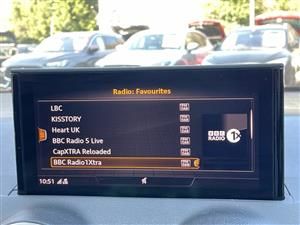 Radio: Favourites
LBC
KISSTORY
Heart UK
BBC Radio 5 Live
CapXTRA Reloaded
BBC Radio1Xtra
BBC
RADIO
1X
10:51